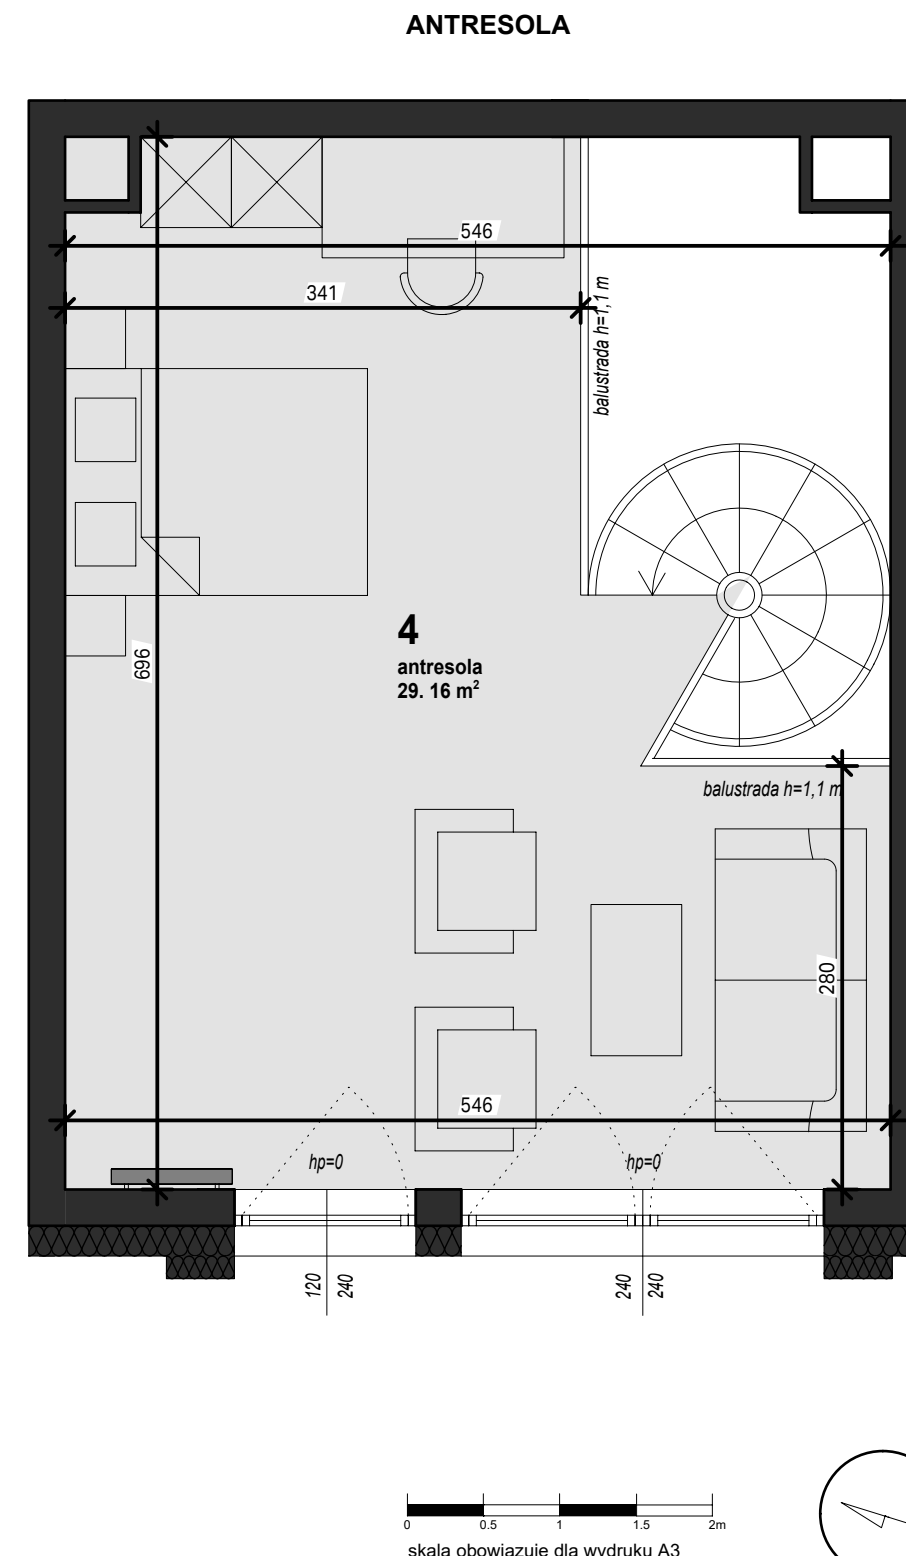 ANTRESOLA
546
341
balustrada h=1,1 m
696
4
antresola
29. 16 m²
balustrada h=1,1 m
280
546
hp=0
hp=0
120
240
240
240
0 0.5 1 1.5 2m
skala obowiązuje dla wydruku A3